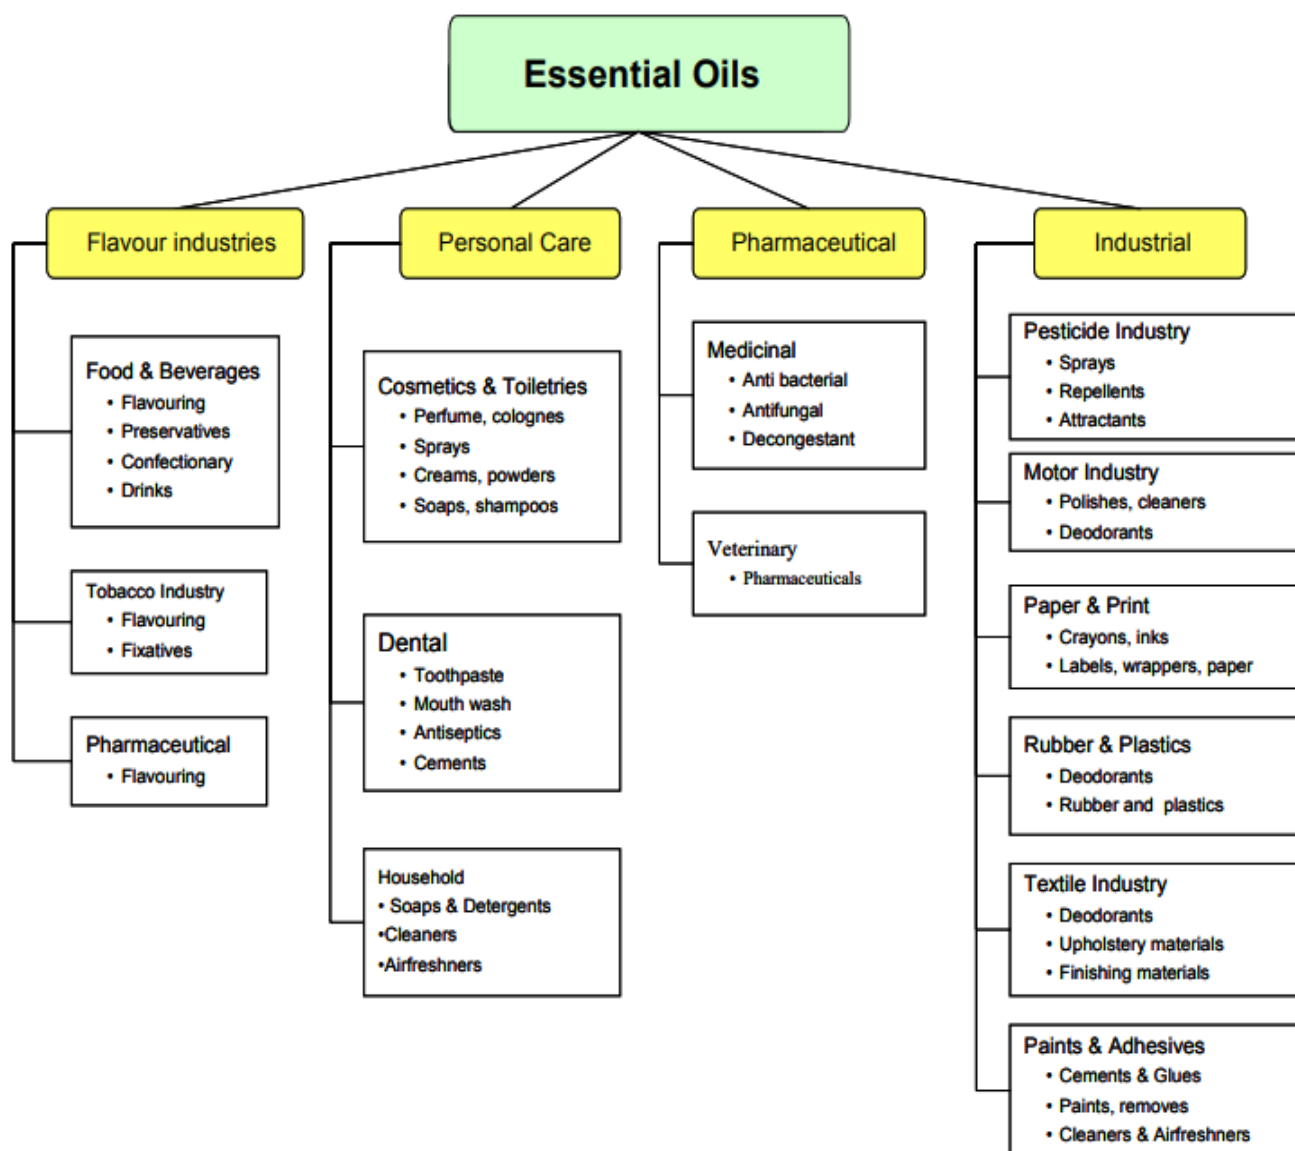 Essential Oils
Flavour industries
Food & Beverages
• Flavouring
• Preservatives
• Confectionary
• Drinks
Tobacco Industry
• Flavouring
• Fixatives
Pharmaceutical
• Flavouring
Personal Care
Cosmetics & Toiletries
• Perfume, colognes
• Sprays
• Creams, powders
• Soaps, shampoos
Dental
• Toothpaste
• Mouth wash
• Antiseptics
• Cements
Household
• Soaps & Detergents
•Cleaners
•Airfreshners
Pharmaceutical
Medicinal
• Anti bacterial
• Antifungal
• Decongestant
Veterinary
• Pharmaceuticals
Industrial
Pesticide Industry
• Sprays
• Repellents
• Attractants
Motor Industry
• Polishes, cleaners
• Deodorants
Paper & Print
• Crayons, inks
• Labels, wrappers, paper
Rubber & Plastics
• Deodorants
• Rubber and plastics
Textile Industry
• Deodorants
• Upholstery materials
• Finishing materials
Paints & Adhesives
• Cements & Glues
• Paints, removes
• Cleaners & Airfreshners